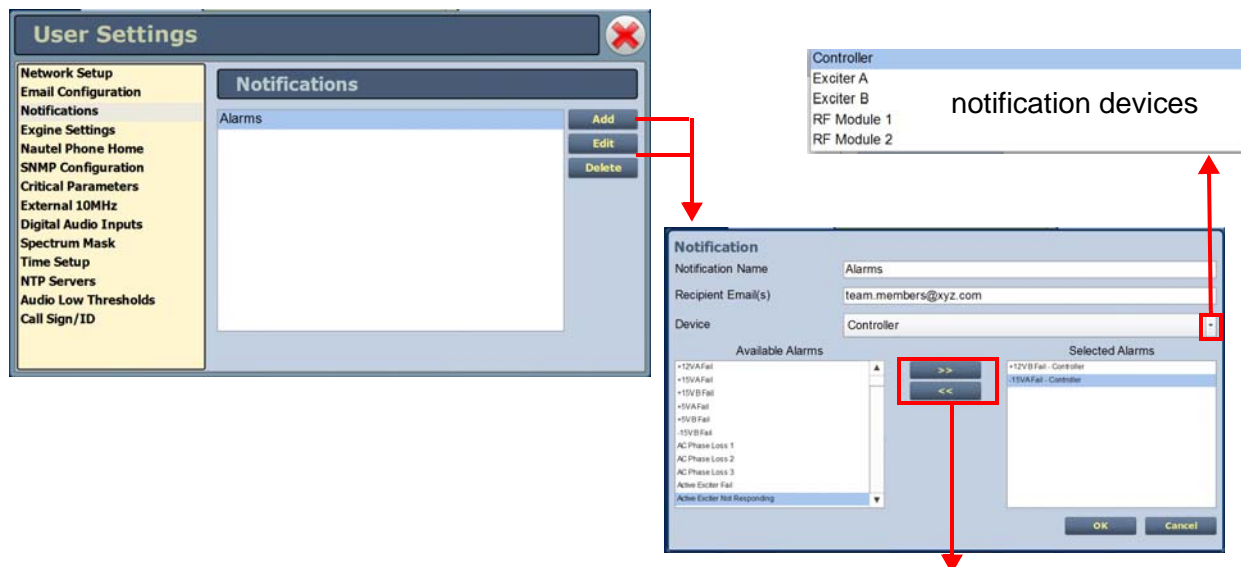 User Settings
Network Setup
Email Configuration
Notifications
Exgine Settings
Nautel Phone Home
SNMP Configuration
Critical Parameters
External 10MHz
Digital Audio Inputs
Spectrum Mask
Time Setup
NTP Servers
Audio Low Thresholds
Call Sign/ID
Notifications
Alarms
Add
Edit
Delete
Controller
Exciter A
Exciter B
RF Module 1
RF Module 2
notification devices
Notification
Notification Name
Alarms
Recipient Email(s)
team.members@xyz.com
Device
Controller
Available Alarms
+12VA Fail
+15VA Fail
+15VB Fail
+5VA Fail
+5VB Fail
-15VB Fail
AC Phase Loss 1
AC Phase Loss 2
AC Phase Loss 3
Active Exciter Fail
Active Exciter Not Responding
>>
<<
Selected Alarms
+12VB Fail - Controller
-15VA Fail - Controller
OK
Cancel